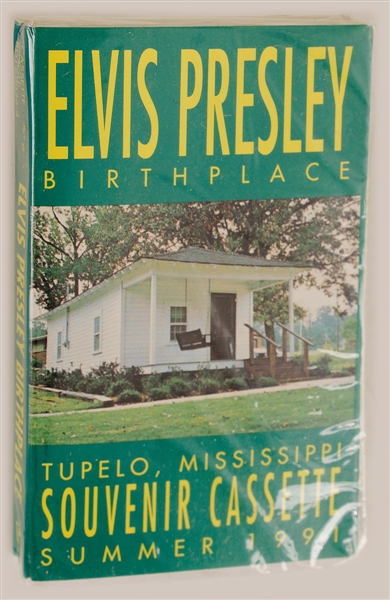 ELVIS PRESLEY
BIRTHPLACE
TUPELO, MISSISSIPPI
SOUVENIR CASSETTE
SUMMER 1991
ELVIS PRESLEY BIRTHPLACE